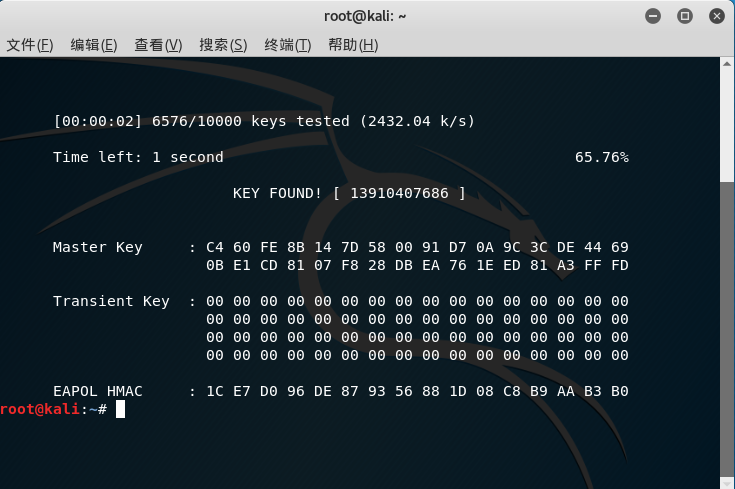 root@kali: ~
文件(F) 编辑(E) 查看(V) 搜索(S) 终端(T) 帮助(H)
[00:00:02] 6576/10000 keys tested (2432.04 k/s)
Time left: 1 second 65.76%
KEY FOUND! [ 13910407686 ]
Master Key : C4 60 FE 8B 14 7D 58 00 91 D7 0A 9C 3C DE 44 69
0B E1 CD 81 07 F8 28 DB EA 76 1E ED 81 A3 FF FD
Transient Key : 00 00 00 00 00 00 00 00 00 00 00 00 00 00 00 00
00 00 00 00 00 00 00 00 00 00 00 00 00 00 00 00
00 00 00 00 00 00 00 00 00 00 00 00 00 00 00 00
00 00 00 00 00 00 00 00 00 00 00 00 00 00 00 00
EAPOL HMAC : 1C E7 D0 96 DE 87 93 56 88 1D 08 C8 B9 AA B3 B0
root@kali:~#